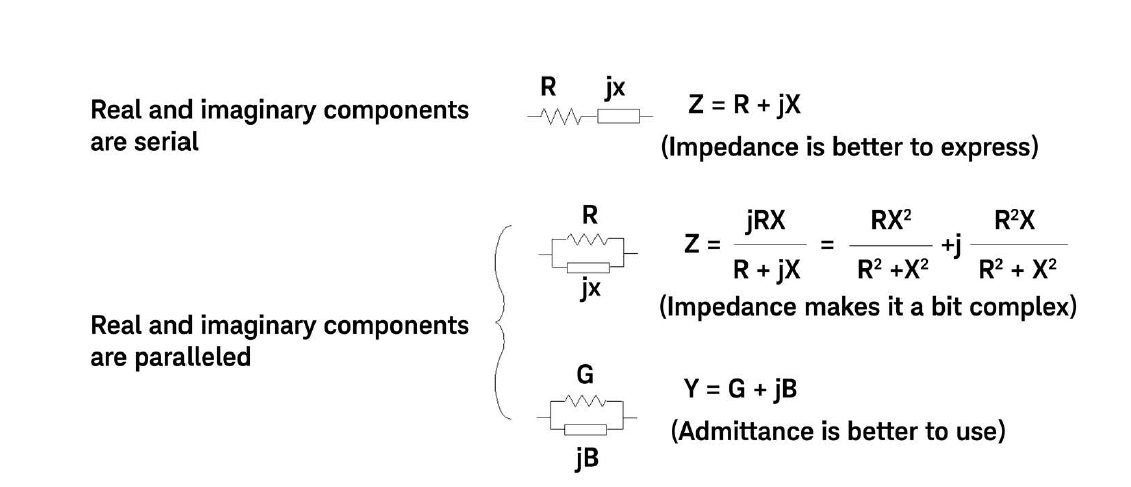 Real and imaginary components
are serial
R jx
Z = R + jX
(Impedance is better to express)
Real and imaginary components
are paralleled
R
jx
Z = jRX / R + jX = RX² / R² +X² +j R²X / R² + X²
(Impedance makes it a bit complex)
G
jB
Y = G + jB
(Admittance is better to use)